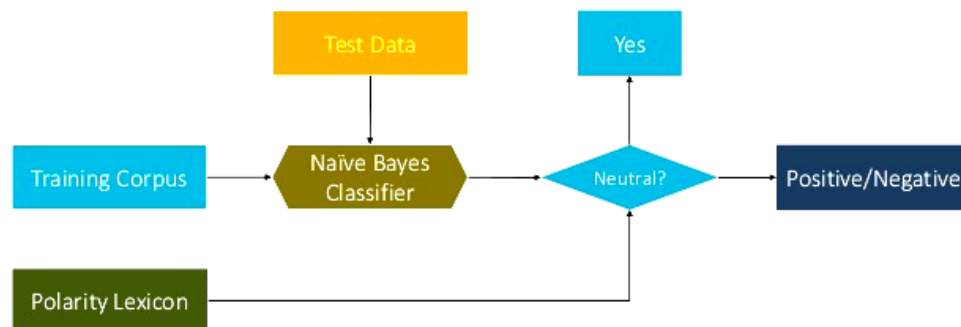 Test Data
Yes
Training Corpus
Naïve Bayes
Classifier
Neutral?
Positive/Negative
Polarity Lexicon